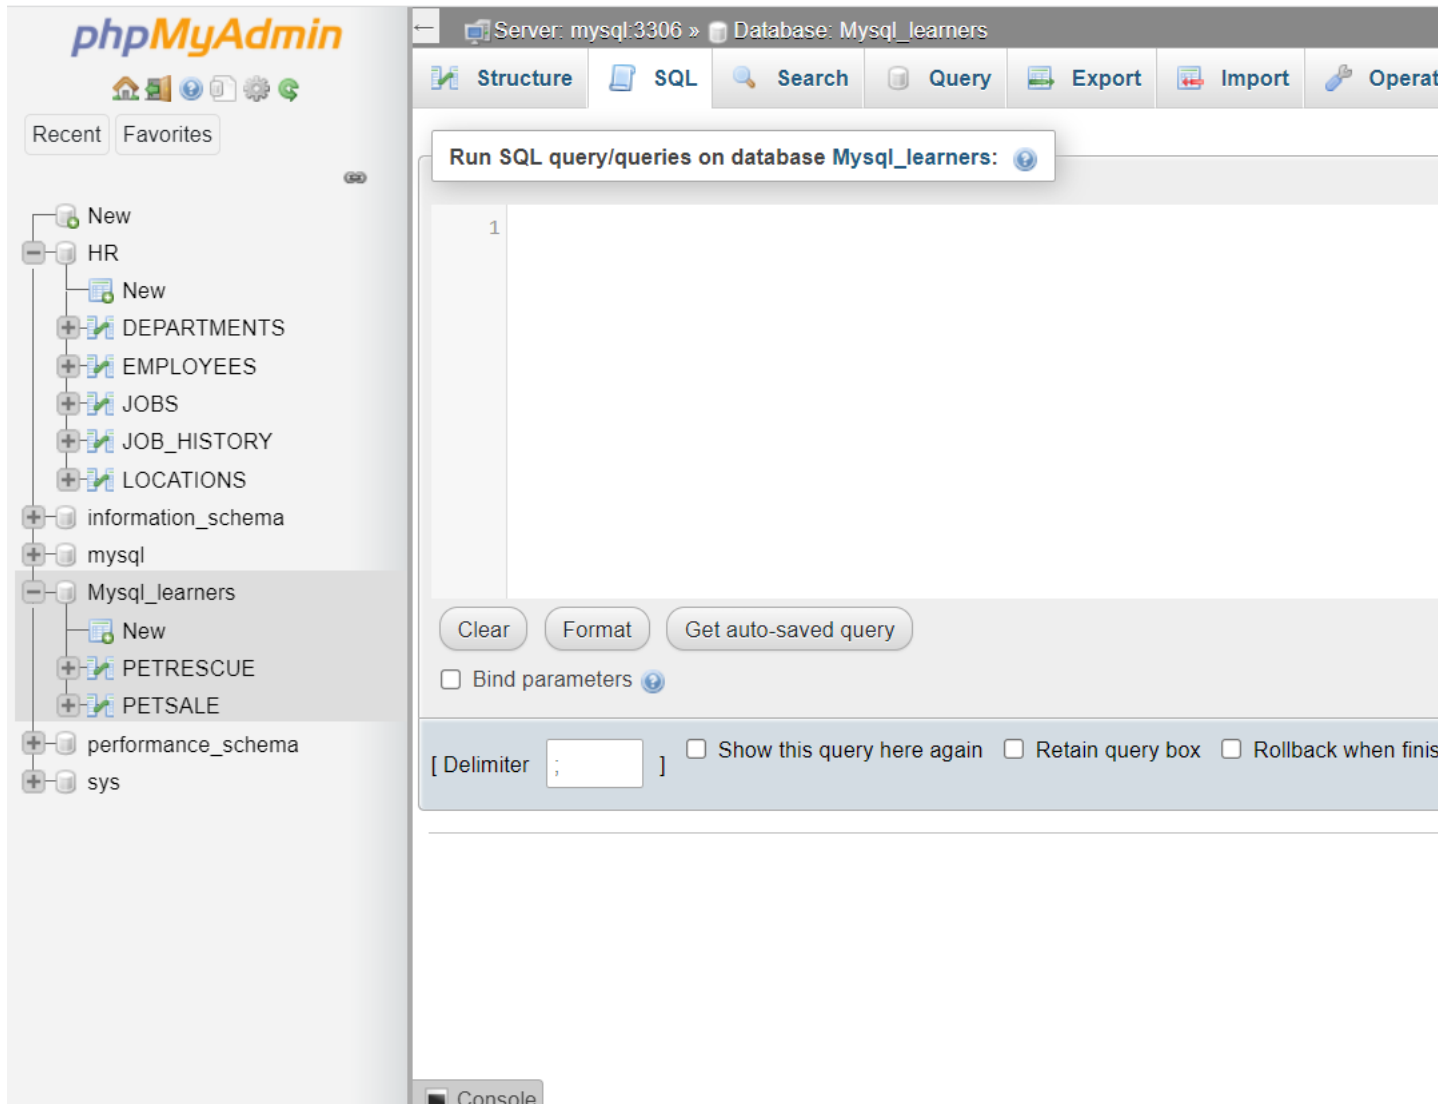 phpMyAdmin
Recent Favorites
New
HR
New
DEPARTMENTS
EMPLOYEES
JOBS
JOB_HISTORY
LOCATIONS
information_schema
mysql
Mysql_learners
New
PETRESCUE
PETSALE
performance_schema
sys
← Server: mysql:3306 » Database: Mysql_learners
Structure SQL Search Query Export Import Operat
Run SQL query/queries on database Mysql_learners:
1
Clear Format Get auto-saved query
Bind parameters
[ Delimiter ; ] Show this query here again Retain query box Rollback when finis
Console